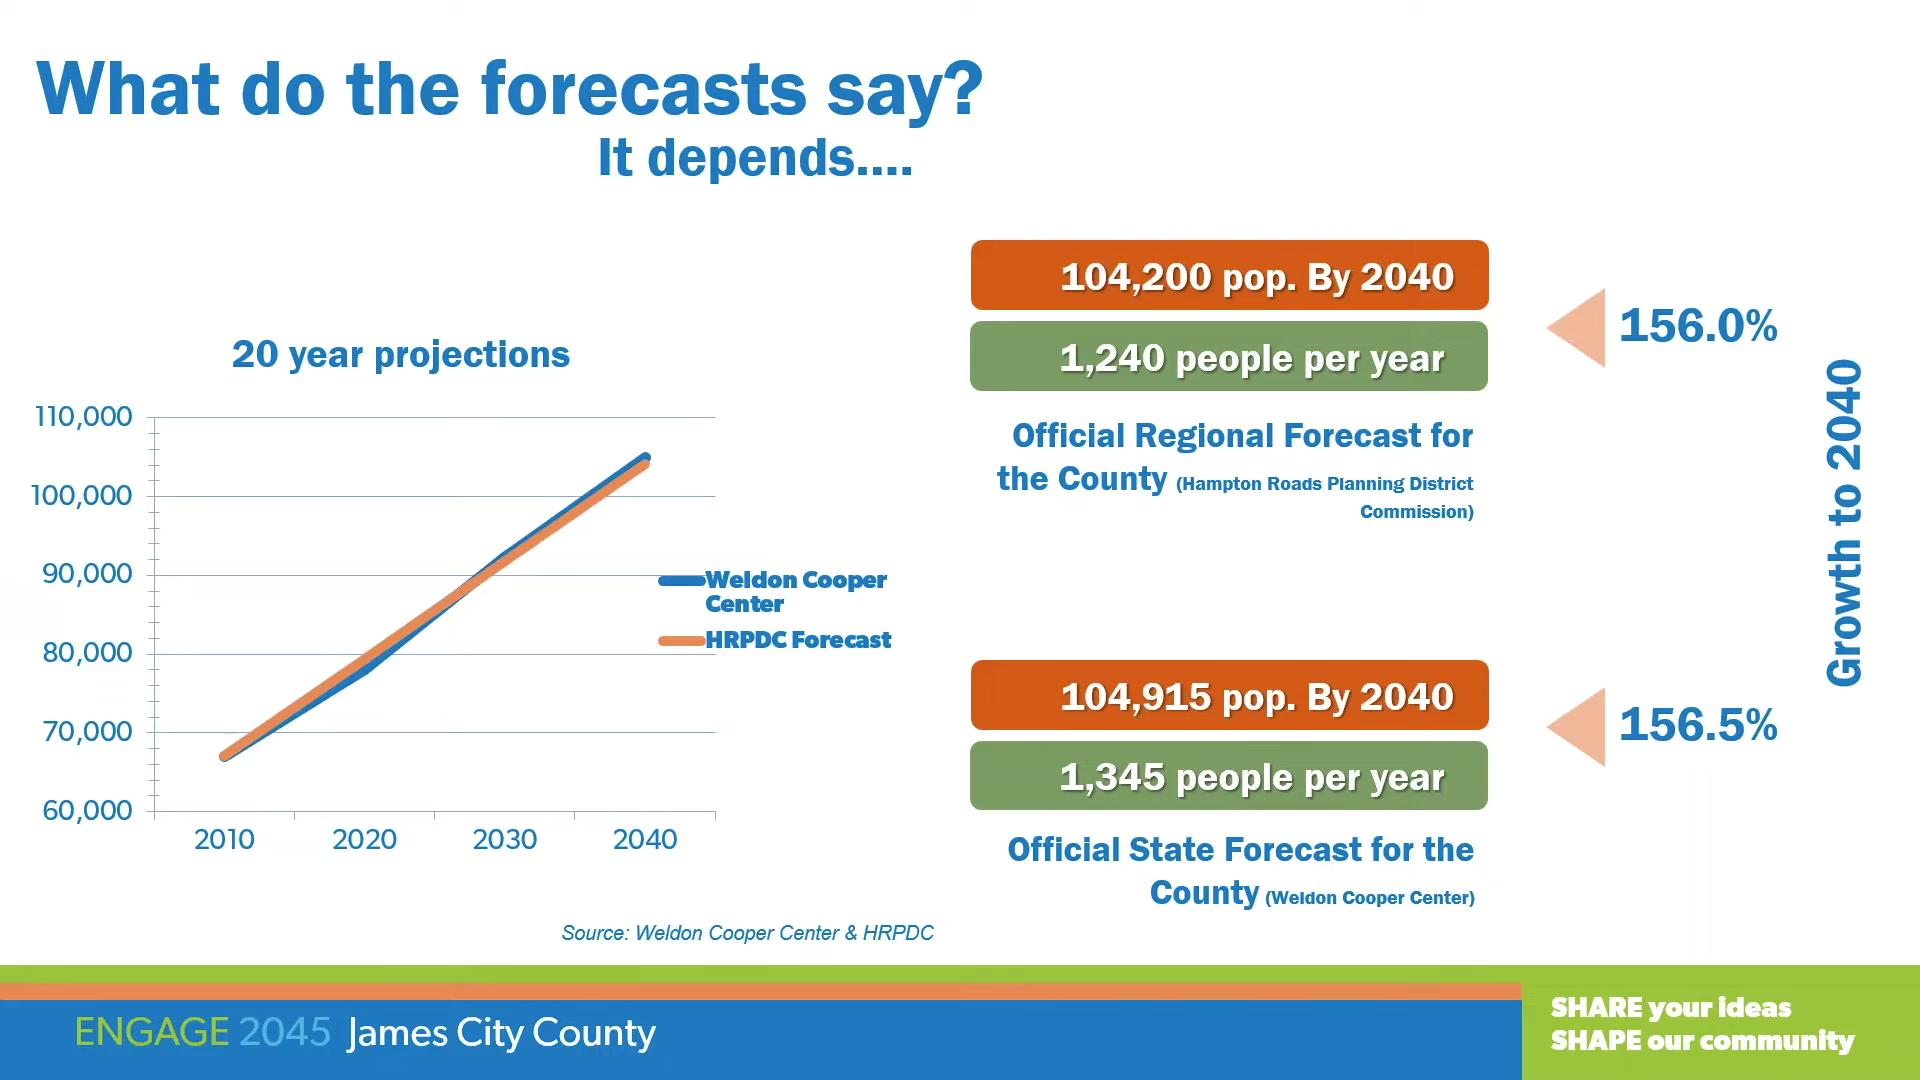 What do the forecasts say?
It depends....
20 year projections
110,000
100,000
90,000
80,000
70,000
60,000
2010 2020 2030 2040
Weldon Cooper
Center
HRPDC Forecast
Source: Weldon Cooper Center & HRPDC
104,200 pop. By 2040
1,240 people per year
Official Regional Forecast for
the County (Hampton Roads Planning District
Commission)
156.0%
104,915 pop. By 2040
1,345 people per year
Official State Forecast for the
County (Weldon Cooper Center)
156.5%
Growth to 2040
ENGAGE 2045 James City County
SHARE your ideas
SHAPE our community